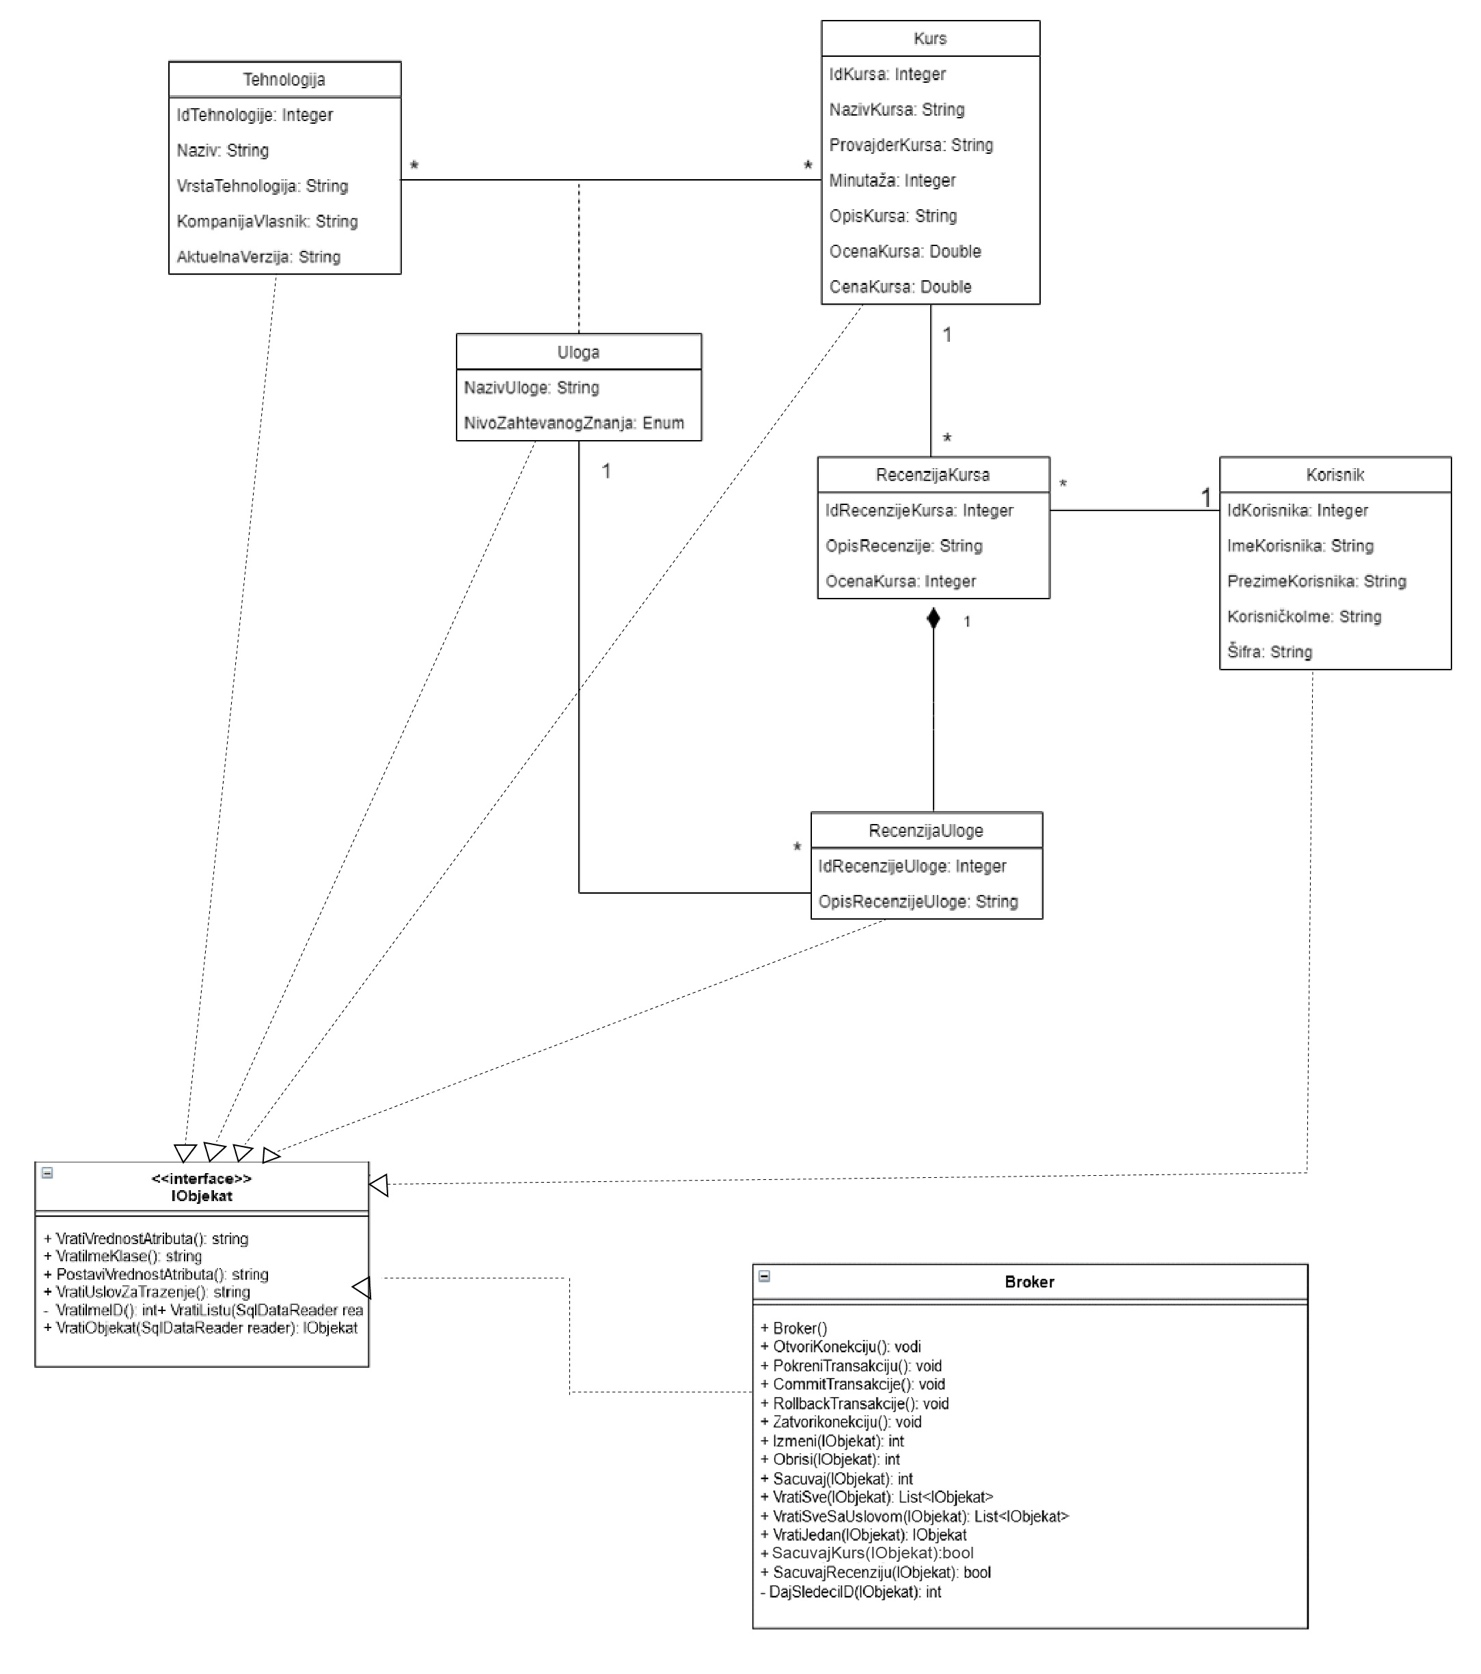 Kurs
IdKursa: Integer
NazivKursa: String
ProvajderKursa: String
Minutaža: Integer
OpisKursa: String
OcenaKursa: Double
CenaKursa: Double
Tehnologija
IdTehnologije: Integer
Naziv: String
VrstaTehnologija: String
KompanijaVlasnik: String
AktuelnaVerzija: String
*
*
1
*
Uloga
NazivUloge: String
NivoZahtevanogZnanja: Enum
1
RecenzijaKursa
IdRecenzijeKursa: Integer
OpisRecenzije: String
OcenaKursa: Integer
*
1
Korisnik
IdKorisnika: Integer
ImeKorisnika: String
PrezimeKorisnika: String
KorisničkoIme: String
Šifra: String
1
*
RecenzijaUloge
IdRecenzijeUloge: Integer
OpisRecenzijeUloge: String
<<interface>>
IObjekat
+ VratiVrednostAtributa(): string
+ VratiImeKlase(): string
+ PostaviVrednostAtributa(): string
+ VratiUslovZaTrazenje(): string
- VratiImeID(): int+ VratiListu(SqlDataReader rea
+ VratiObjekat(SqlDataReader reader): IObjekat
Broker
+ Broker()
+ OtvoriKonekciju(): vodi
+ PokreniTransakciju(): void
+ CommitTransakcije(): void
+ RollbackTransakcije(): void
+ Zatvorikonekciju(): void
+ Izmeni(IObjekat): int
+ Obrisi(IObjekat): int
+ Sacuvaj(IObjekat): int
+ VratiSve(IObjekat): List<IObjekat>
+ VratiSveSaUslovom(IObjekat): List<IObjekat>
+ VratiJedan(IObjekat): IObjekat
+ SacuvajKurs(IObjekat):bool
+ SacuvajRecenziju(IObjekat): bool
- DajSledeciID(IObjekat): int